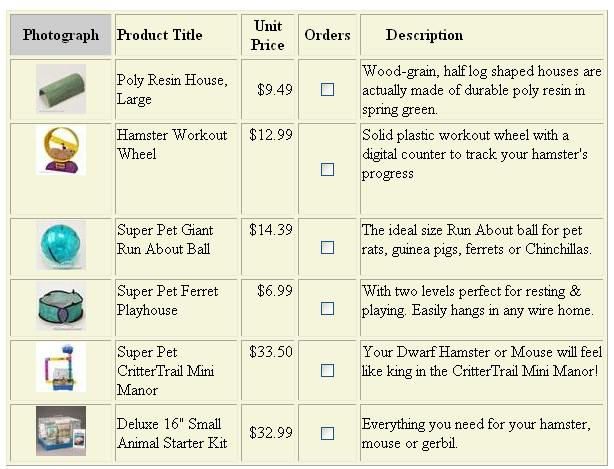 Photograph Product Title Unit Price Orders Description
Poly Resin House, Large $9.49 Wood-grain, half log shaped houses are actually made of durable poly resin in spring green.
Hamster Workout Wheel $12.99 Solid plastic workout wheel with a digital counter to track your hamster's progress
Super Pet Giant Run About Ball $14.39 The ideal size Run About ball for pet rats, guinea pigs, ferrets or Chinchillas.
Super Pet Ferret Playhouse $6.99 With two levels perfect for resting & playing. Easily hangs in any wire home.
Super Pet CritterTrail Mini Manor $33.50 Your Dwarf Hamster or Mouse will feel like king in the CritterTrail Mini Manor!
Deluxe 16" Small Animal Starter Kit $32.99 Everything you need for your hamster, mouse or gerbil.